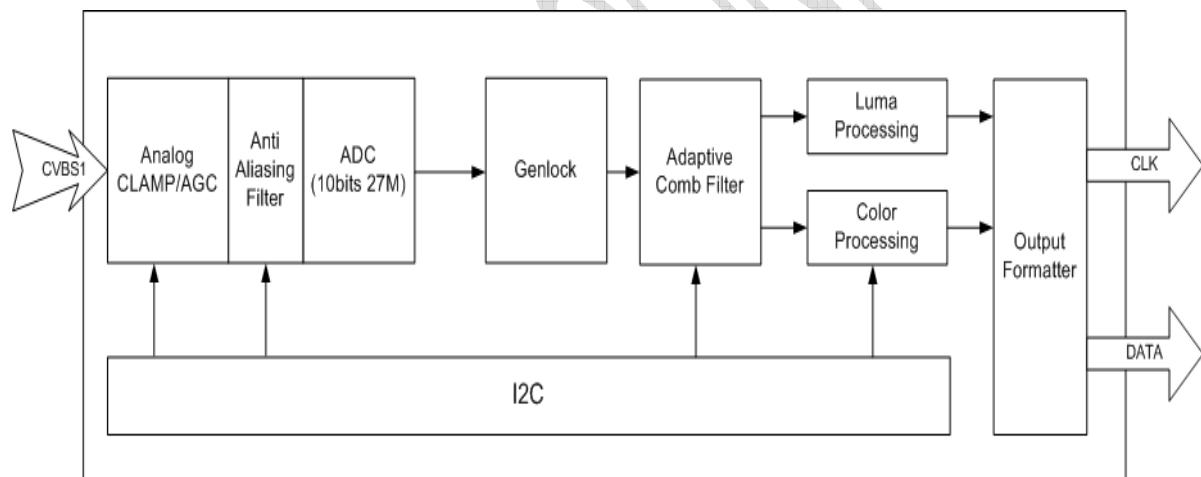 CVBS1
Analog
CLAMP/AGC
Anti
Aliasing
Filter
ADC
(10bits 27M)
Genlock
Adaptive
Comb Filter
Luma
Processing
Color
Processing
Output
Formatter
CLK
DATA
I2C